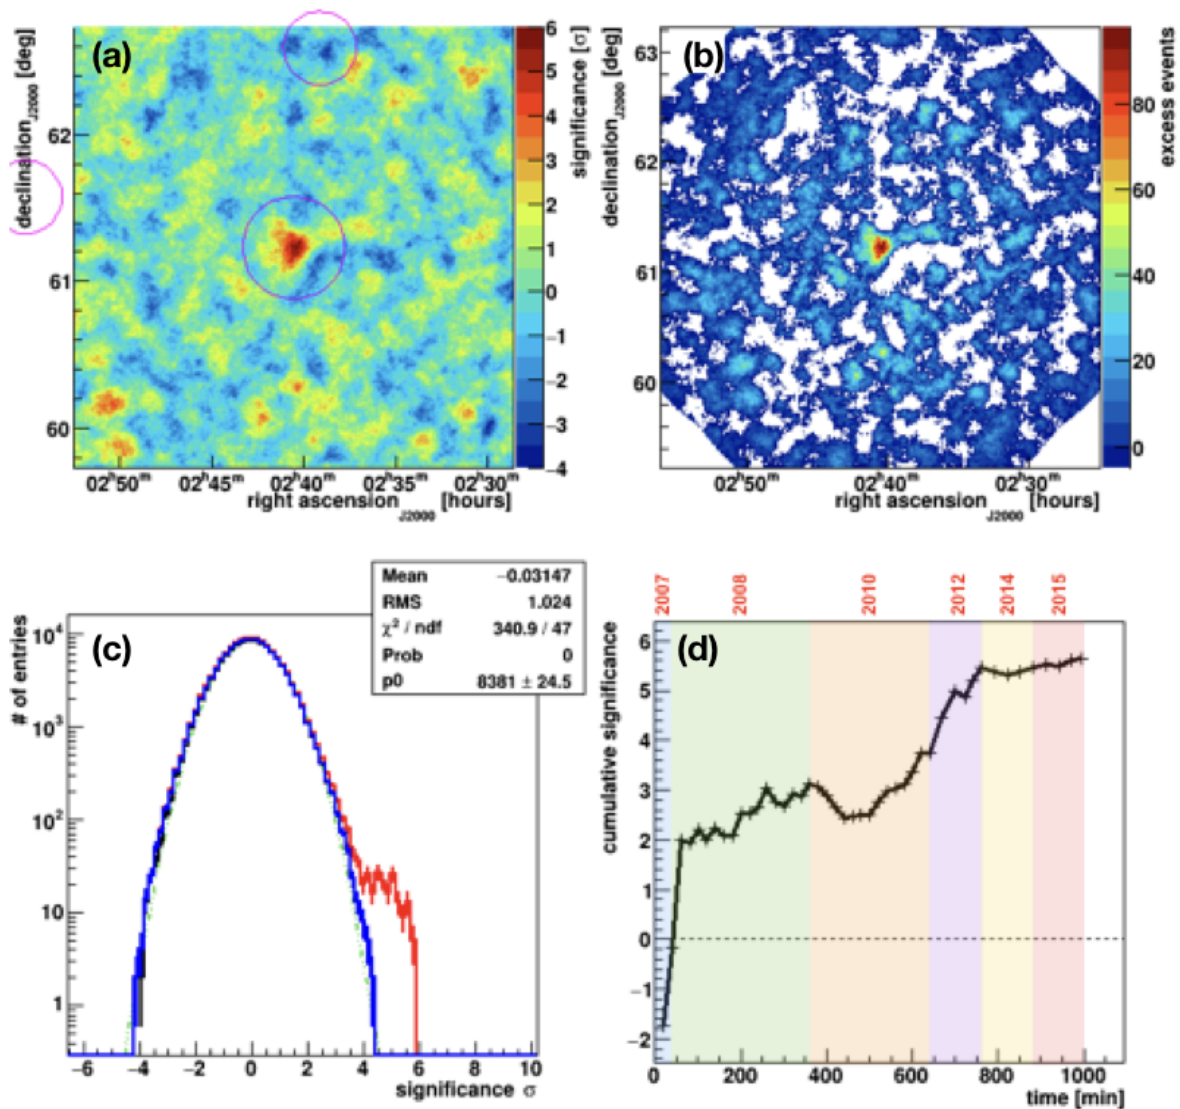 (a)
declination J2000 [deg]
62
61
60
02h50m 02h45m 02h40m 02h35m 02h30m
right ascension J2000 [hours]
6
5
4
3
2
1
0
−1
−2
−3
−4
significance [σ]
(b)
declination J2000 [deg]
63
62
61
60
02h50m 02h40m 02h30m
right ascension J2000 [hours]
80
60
40
20
0
excess events
(c)
Mean −0.03147
RMS 1.024
χ² / ndf 340.9 / 47
Prob 0
p0 8381 ± 24.5
# of entries
10⁴
10³
10²
10
1
−6 −4 −2 0 2 4 6 8 10
significance σ
2007 2008 2010 2012 2014 2015
(d)
cumulative significance
6
5
4
3
2
1
0
−1
−2
0 200 400 600 800 1000
time [min]